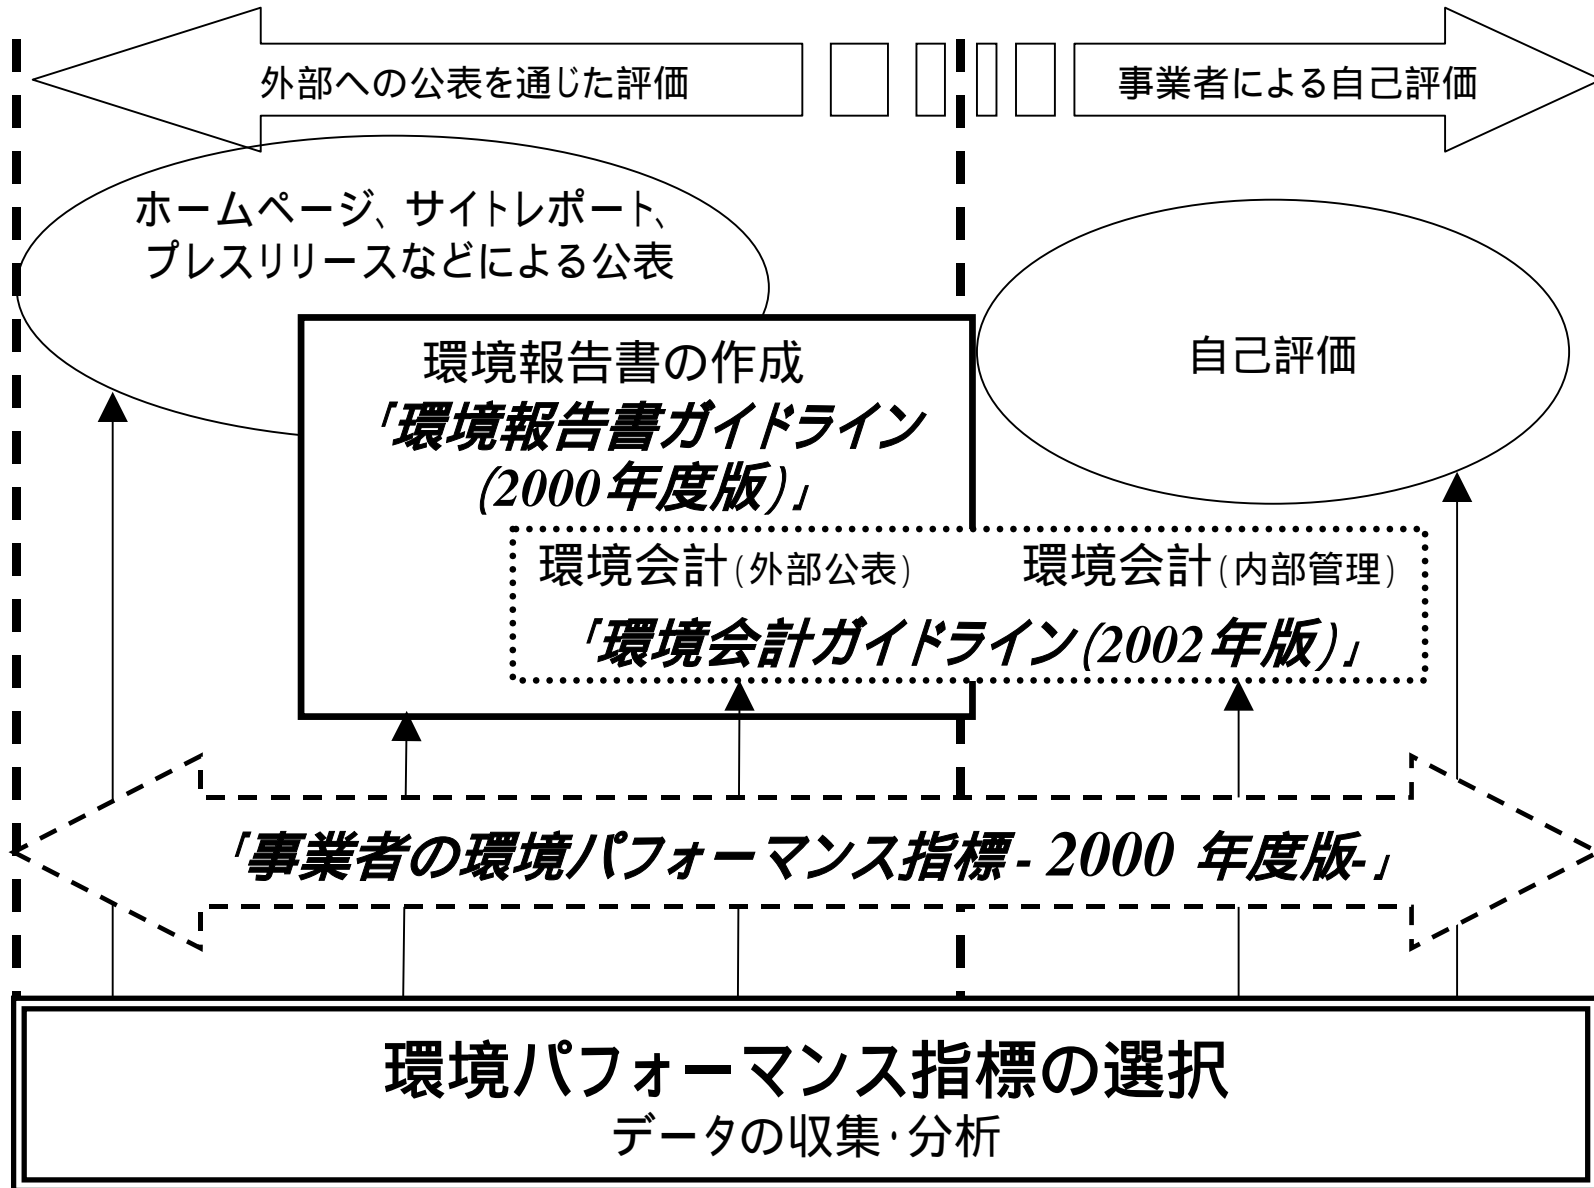 外部への公表を通じた評価
事業者による自己評価
ホームページ、サイトレポート、
プレスリリースなどによる公表
環境報告書の作成
「環境報告書ガイドライン
(2000年度版)」
自己評価
環境会計(外部公表)
環境会計(内部管理)
「環境会計ガイドライン(2002年版)」
「事業者の環境パフォーマンス指標 - 2000 年度版-」
環境パフォーマンス指標の選択
データの収集・分析